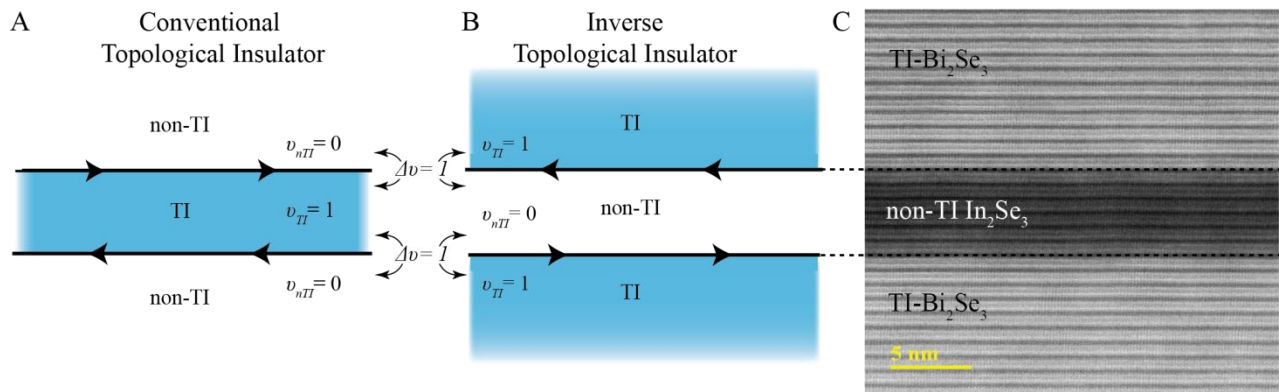 A
Conventional
Topological Insulator
non-TI
υnTI= 0
TI
υTI= 1
υnTI= 0
non-TI
Δυ= 1
Δυ= 1
B
Inverse
Topological Insulator
TI
υTI= 1
non-TI
υnTI= 0
υTI= 1
TI
C
TI-Bi2Se3
non-TI In2Se3
TI-Bi2Se3
5 nm